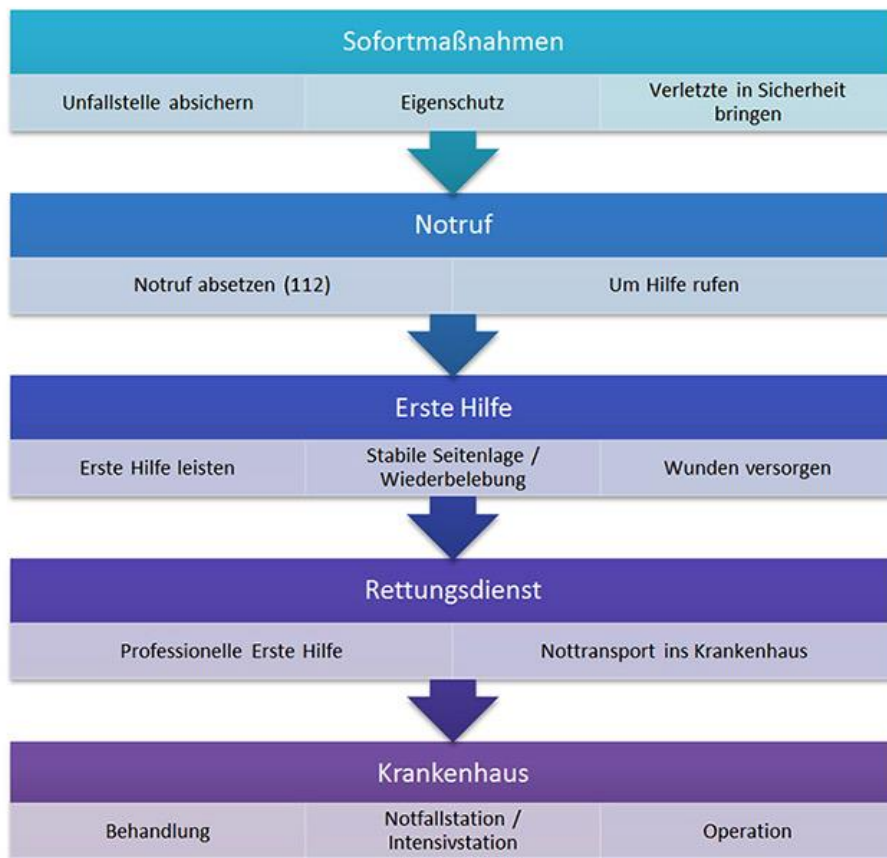 Sofortmaßnahmen
Unfallstelle absichern
Eigenschutz
Verletzte in Sicherheit
bringen
Notruf
Notruf absetzen (112)
Um Hilfe rufen
Erste Hilfe
Erste Hilfe leisten
Stabile Seitenlage /
Wiederbelebung
Wunden versorgen
Rettungsdienst
Professionelle Erste Hilfe
Nottransport ins Krankenhaus
Krankenhaus
Behandlung
Notfallstation /
Intensivstation
Operation